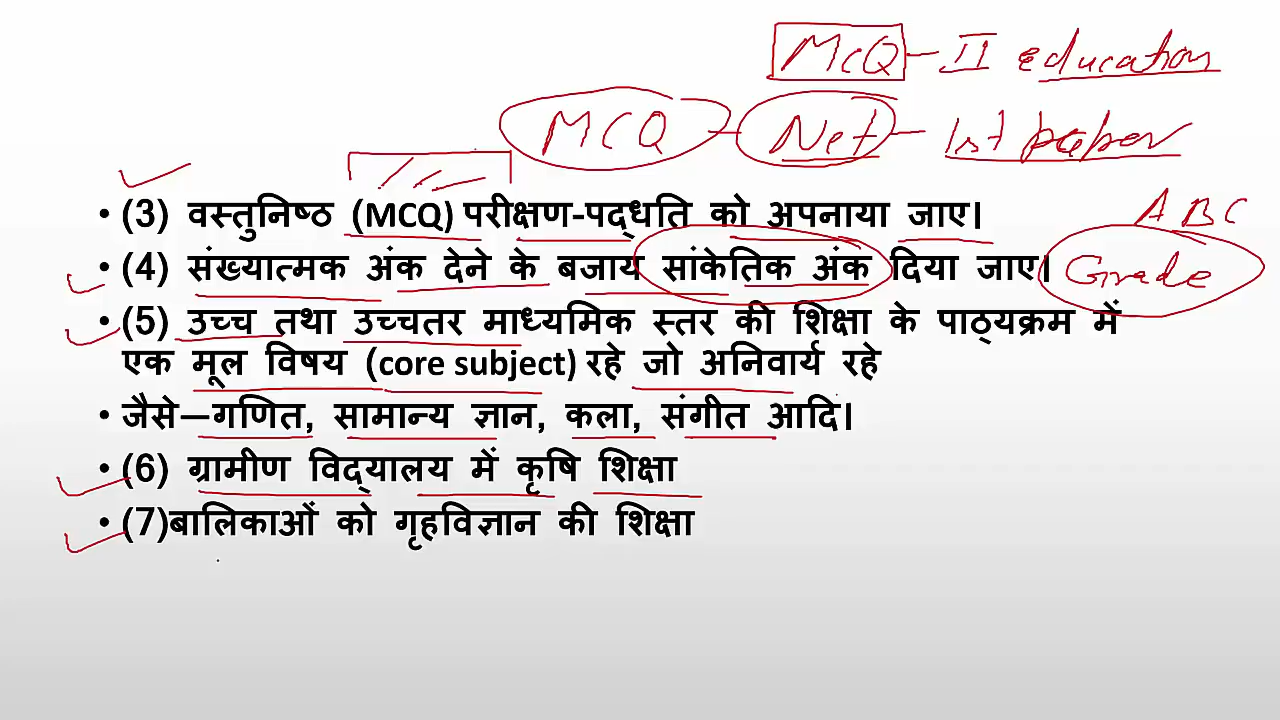 MCQ – II education
MCQ – Net – 1st paper
• (3) वस्तुनिष्ठ (MCQ) परीक्षण-पद्धति को अपनाया जाए।
A B C
• (4) संख्यात्मक अंक देने के बजाय सांकेतिक अंक दिया जाए। Grade
• (5) उच्च तथा उच्चतर माध्यमिक स्तर की शिक्षा के पाठ्यक्रम में
एक मूल विषय (core subject) रहे जो अनिवार्य रहे
• जैसे—गणित, सामान्य ज्ञान, कला, संगीत आदि।
• (6) ग्रामीण विद्यालय में कृषि शिक्षा
• (7)बालिकाओं को गृहविज्ञान की शिक्षा